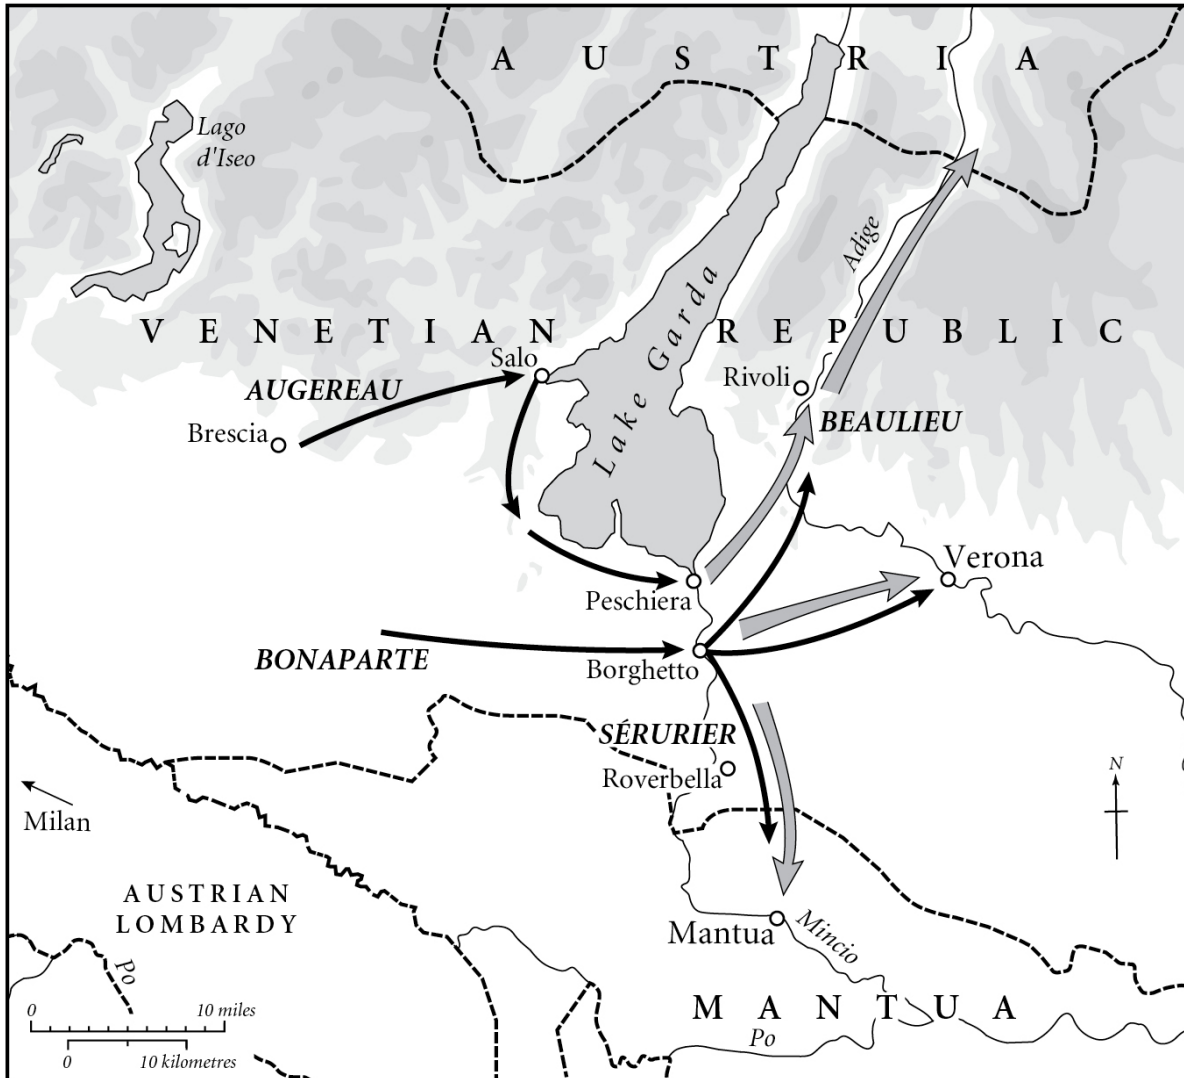 A U S T R I A
Lago
d'Iseo
Adige
V E N E T I A N R E P U B L I C
Lake Garda
Salo
AUGEREAU
Rivoli
Brescia
BEAULIEU
Verona
Peschiera
BONAPARTE
Borghetto
SÉRURIER
Roverbella
N
Milan
AUSTRIAN
LOMBARDY
Mantua
Mincio
Po
M A N T U A
Po
0 10 miles
0 10 kilometres